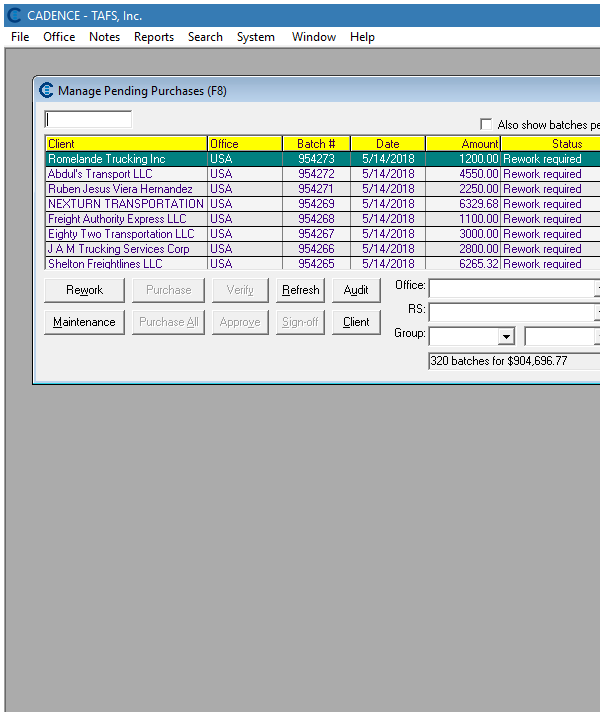 CADENCE - TAFS, Inc.
File Office Notes Reports Search System Window Help
Manage Pending Purchases (F8)
Also show batches pe
Client Office Batch # Date Amount Status
Romelande Trucking Inc USA 954273 5/14/2018 1200.00 Rework required
Abdul's Transport LLC USA 954272 5/14/2018 4550.00 Rework required
Ruben Jesus Viera Hernandez USA 954271 5/14/2018 2250.00 Rework required
NEXTURN TRANSPORTATION USA 954269 5/14/2018 6329.68 Rework required
Freight Authority Express LLC USA 954268 5/14/2018 1100.00 Rework required
Eighty Two Transportation LLC USA 954267 5/14/2018 3000.00 Rework required
J A M Trucking Services Corp USA 954266 5/14/2018 2800.00 Rework required
Shelton Freightlines LLC USA 954265 5/14/2018 6265.32 Rework required
Rework Purchase Verify Refresh Audit Office:
RS:
Maintenance Purchase All Approve Sign-off Client Group:
320 batches for $904,696.77